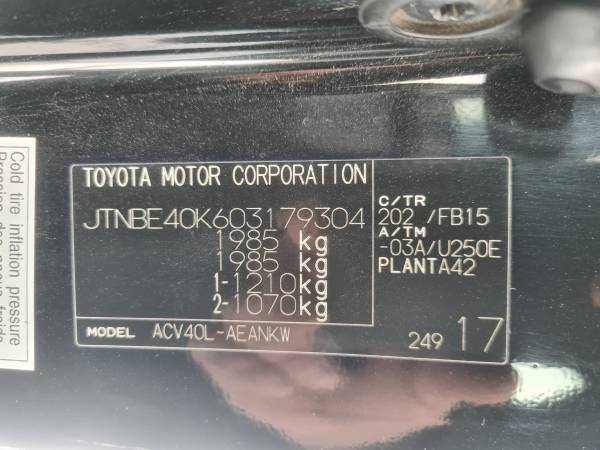 Cold tire inflation pressure
TOYOTA MOTOR CORPORATION
JTNBE40K603179304
1985 kg
1985 kg
1-1210kg
2-1070kg
C/TR
202 /FB15
A/TM
-03A/U250E
PLANTA42
MODEL ACV40L-AEANKW
249 17